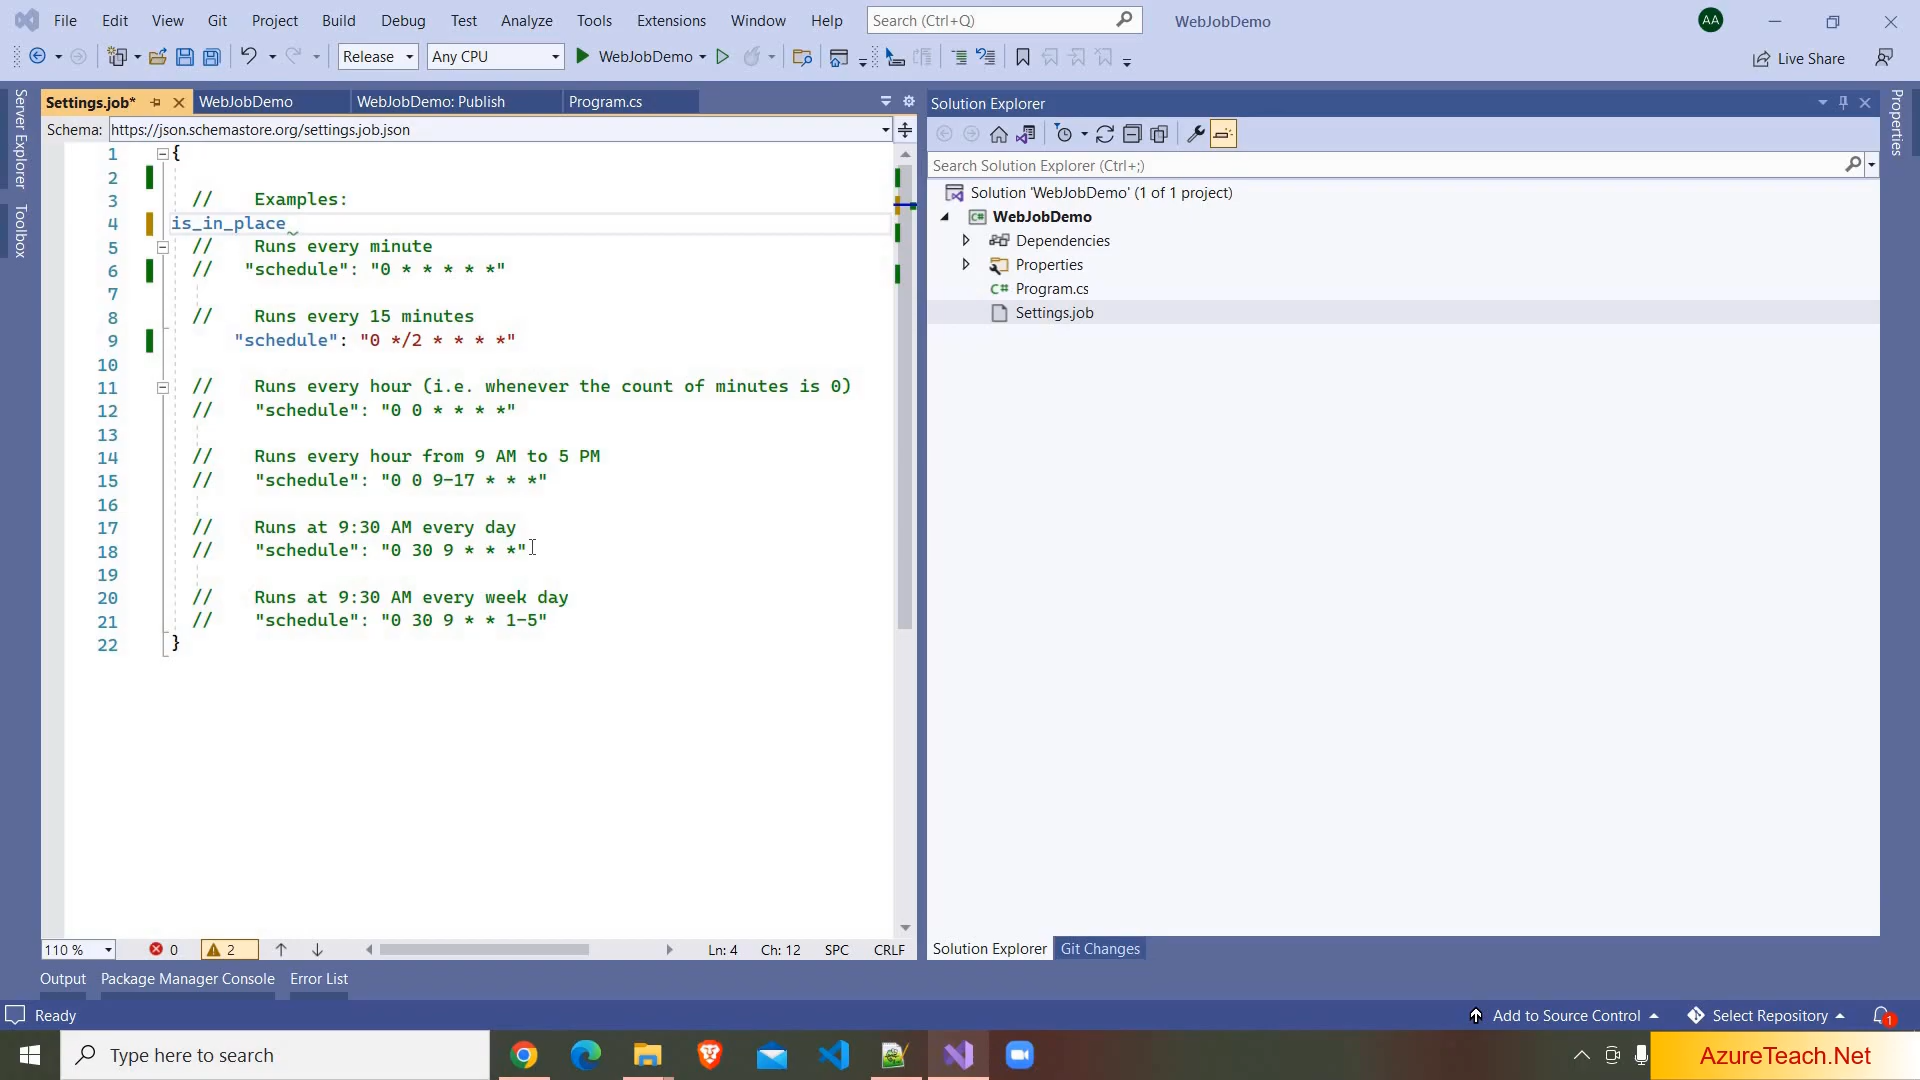 File Edit View Git Project Build Debug Test Analyze Tools Extensions Window Help Search (Ctrl+Q) WebJobDemo AA
Release Any CPU WebJobDemo Live Share
Server Explorer
Toolbox
Settings.job* WebJobDemo WebJobDemo: Publish Program.cs
Schema: https://json.schemastore.org/settings.job.json
1 {
2
3 // Examples:
4 is_in_place
5 // Runs every minute
6 // "schedule": "0 * * * * *"
7
8 // Runs every 15 minutes
9 "schedule": "0 */2 * * * *"
10
11 // Runs every hour (i.e. whenever the count of minutes is 0)
12 // "schedule": "0 0 * * * *"
13
14 // Runs every hour from 9 AM to 5 PM
15 // "schedule": "0 0 9-17 * * *"
16
17 // Runs at 9:30 AM every day
18 // "schedule": "0 30 9 * * *"
19
20 // Runs at 9:30 AM every week day
21 // "schedule": "0 30 9 * * 1-5"
22 }
110 % 0 2 Ln: 4 Ch: 12 SPC CRLF
Solution Explorer
Search Solution Explorer (Ctrl+;)
Solution 'WebJobDemo' (1 of 1 project)
C# WebJobDemo
Dependencies
Properties
C# Program.cs
Settings.job
Solution Explorer Git Changes
Properties
Output Package Manager Console Error List
Ready Add to Source Control Select Repository 1
Type here to search AzureTeach.Net